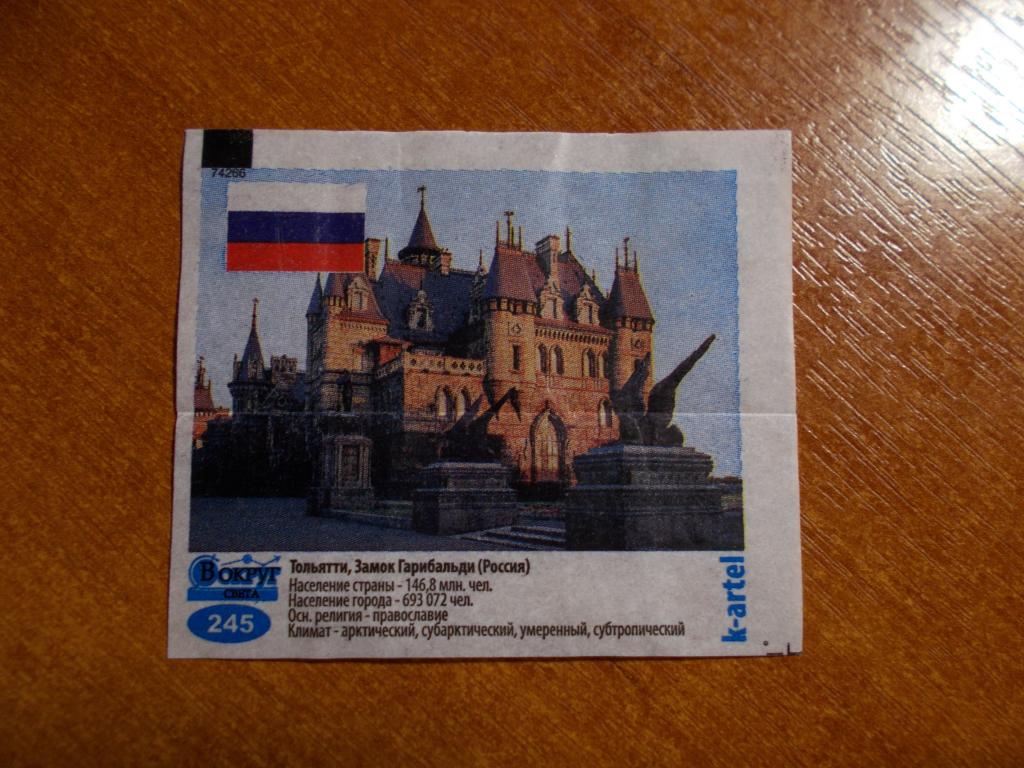 74266
Вокруг
СВЕТА
245
Тольятти, Замок Гарибальди (Россия)
Население страны - 146,8 млн. чел.
Население города - 693 072 чел.
Осн. религия - православие
Климат - арктический, субарктический, умеренный, субтропический
k-artel